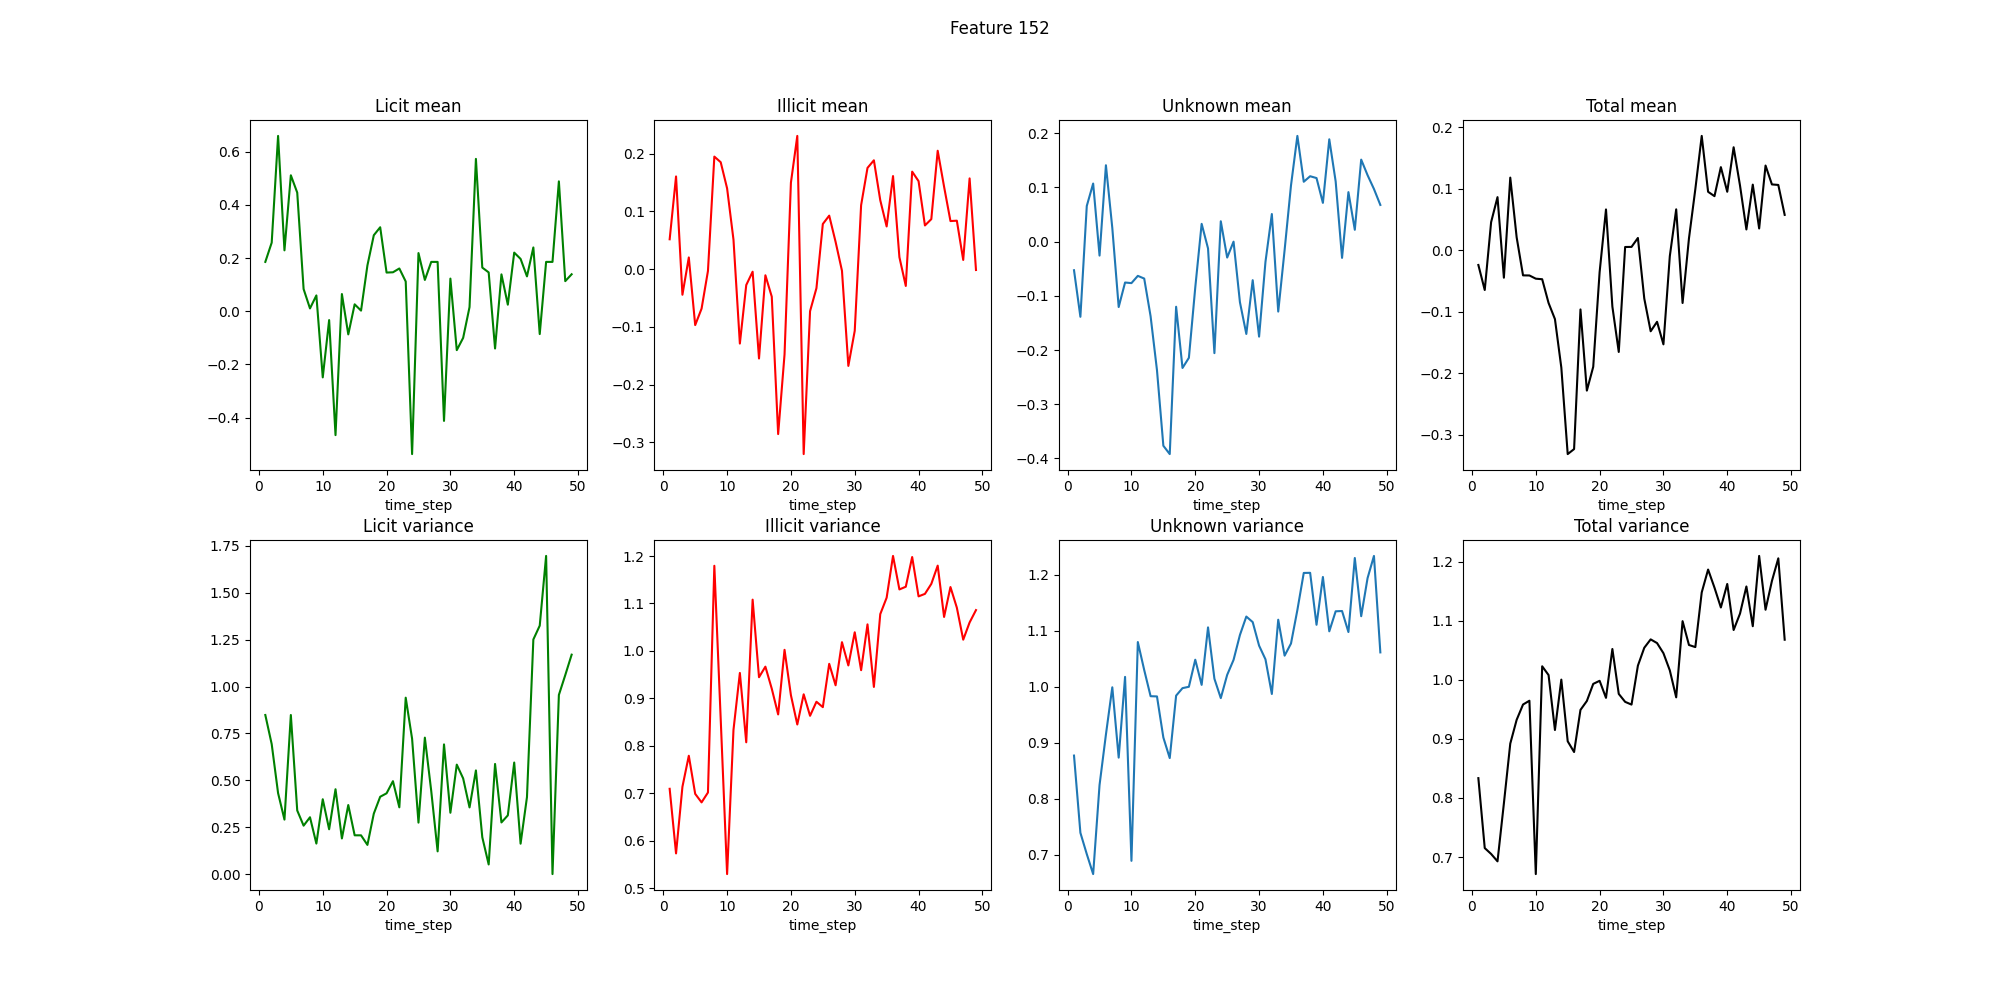 Feature 152
Licit mean Illicit mean Unknown mean Total mean
0.6 0.4 0.2 0.0 −0.2 −0.4
0.2 0.1 0.0 −0.1 −0.2 −0.3
0.2 0.1 0.0 −0.1 −0.2 −0.3 −0.4
0.2 0.1 0.0 −0.1 −0.2 −0.3
0 10 20 30 40 50 0 10 20 30 40 50 0 10 20 30 40 50 0 10 20 30 40 50
time_step time_step time_step time_step
Licit variance Illicit variance Unknown variance Total variance
1.75 1.50 1.25 1.00 0.75 0.50 0.25 0.00
1.2 1.1 1.0 0.9 0.8 0.7 0.6 0.5
1.2 1.1 1.0 0.9 0.8 0.7
1.2 1.1 1.0 0.9 0.8 0.7
0 10 20 30 40 50 0 10 20 30 40 50 0 10 20 30 40 50 0 10 20 30 40 50
time_step time_step time_step time_step